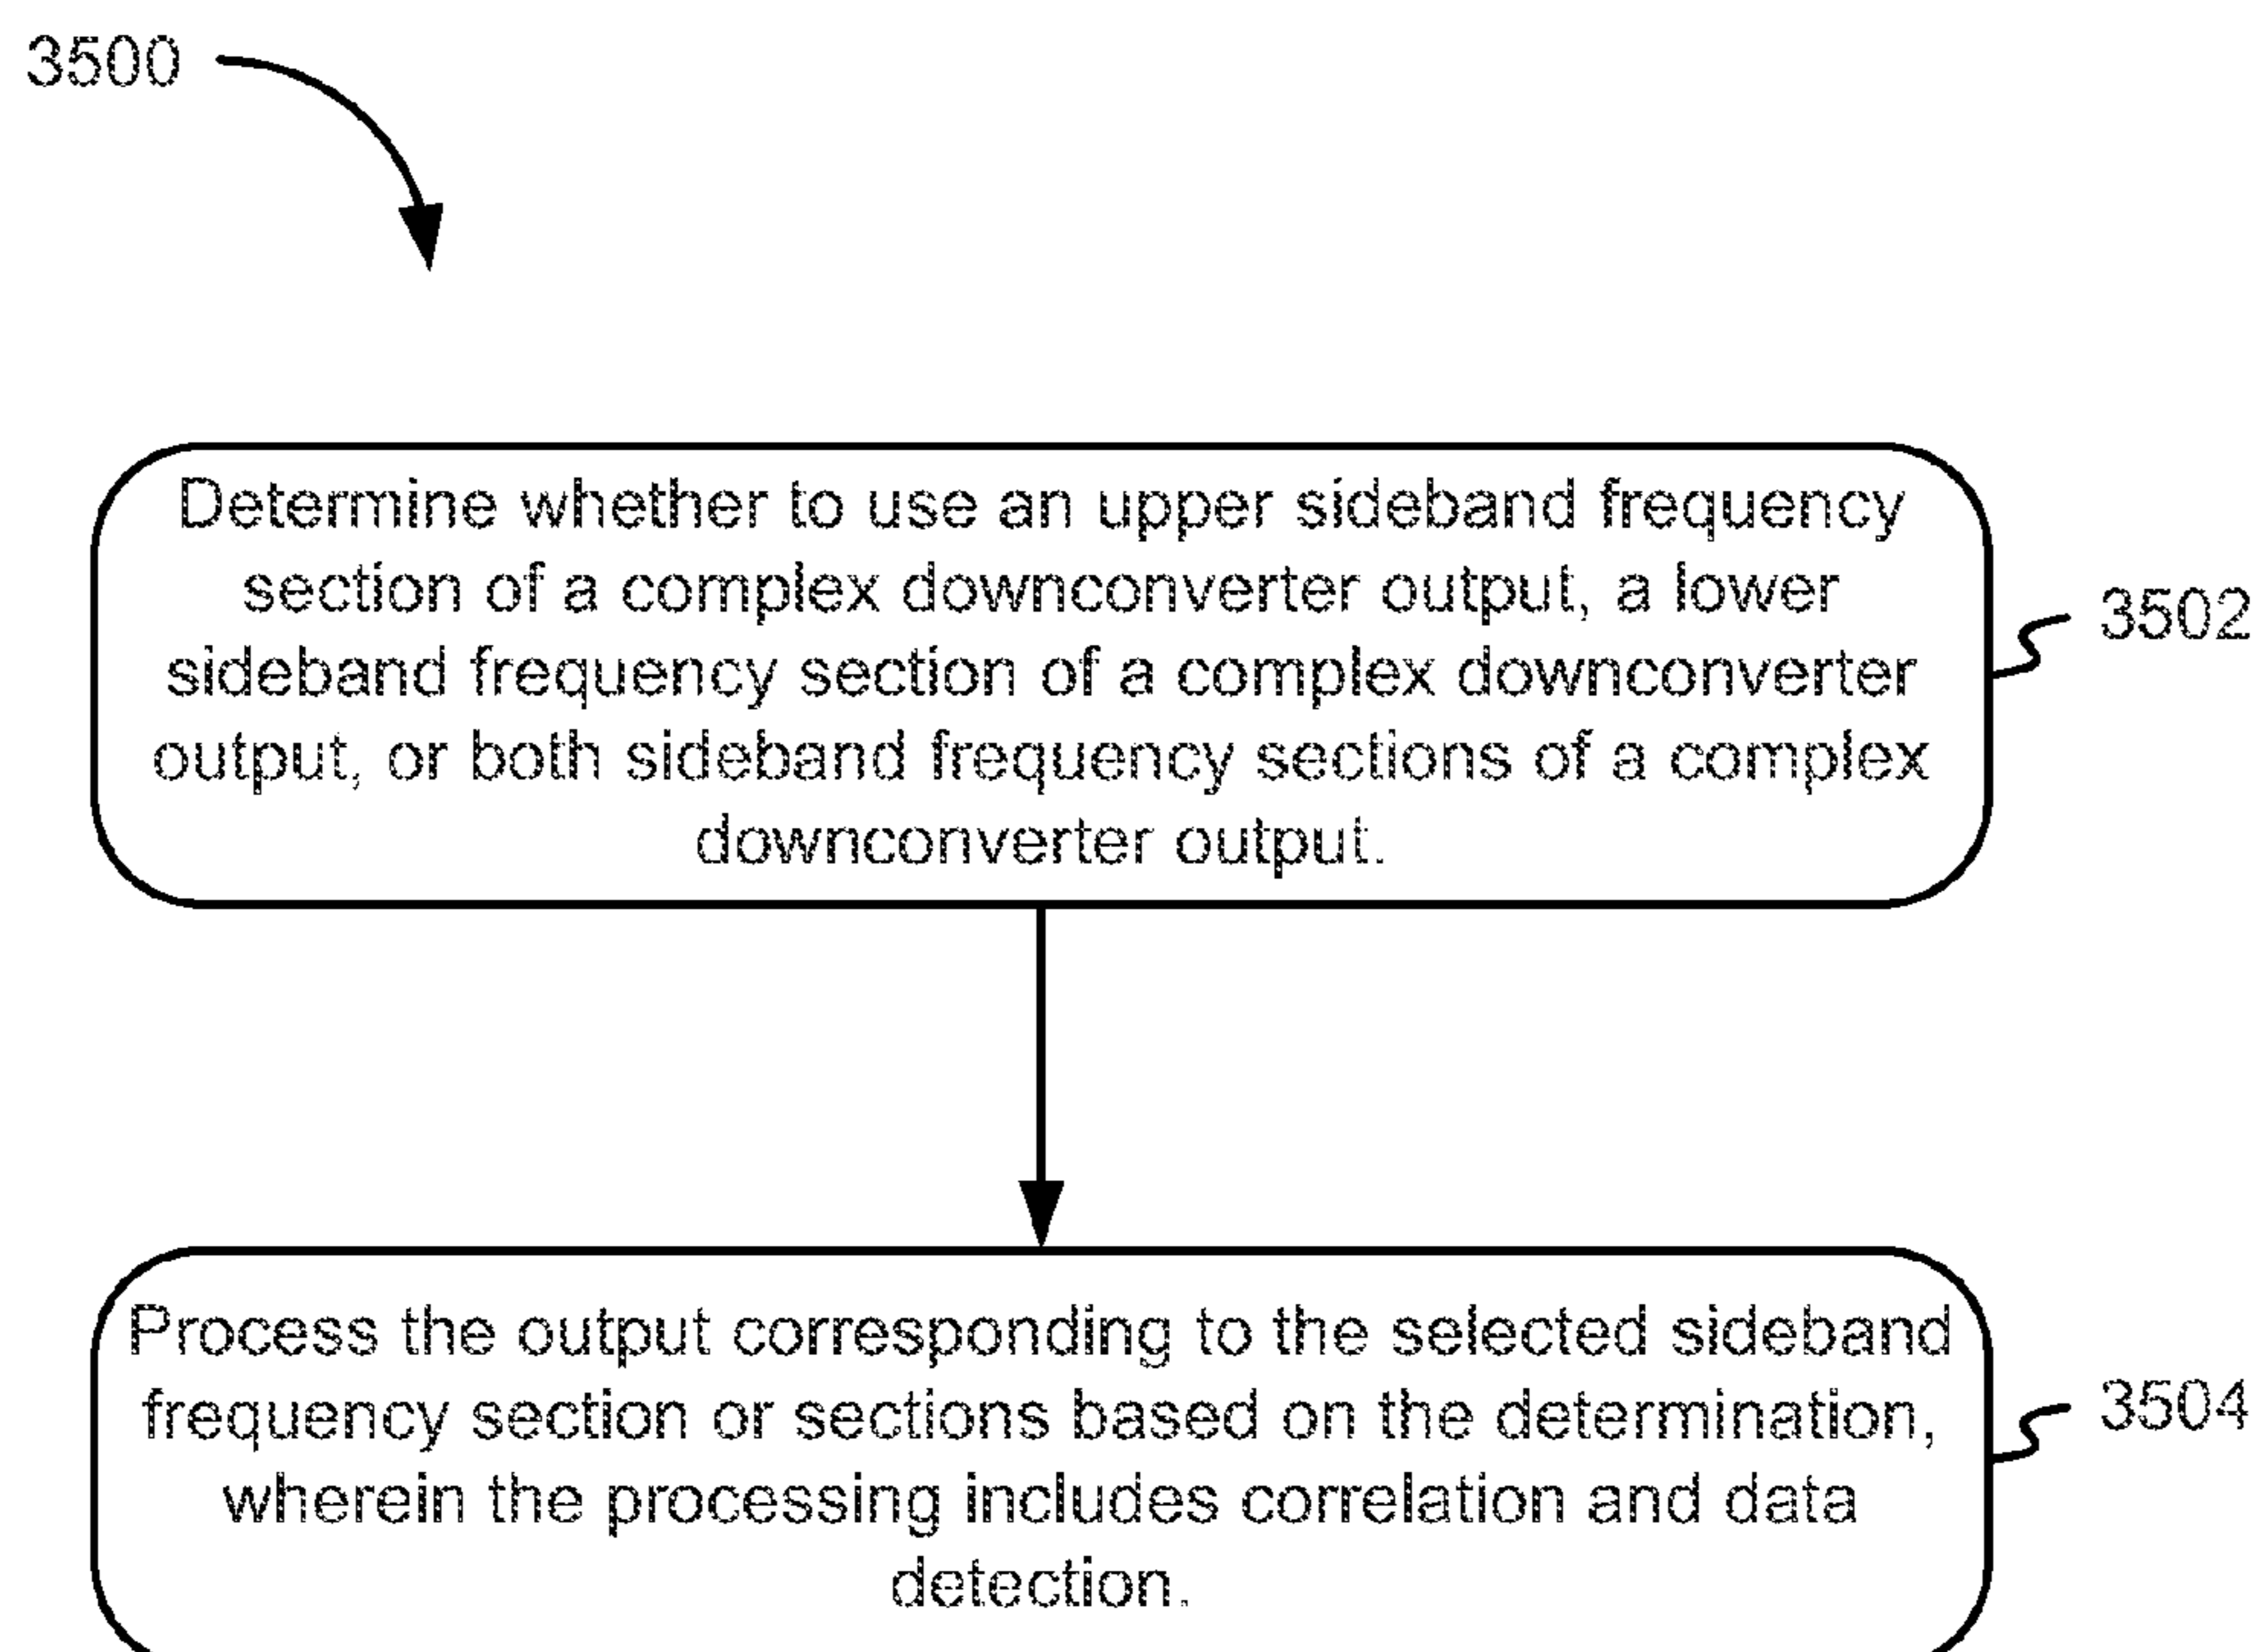 3500
Determine whether to use an upper sideband frequency
section of a complex downconverter output, a lower
sideband frequency section of a complex downconverter
output, or both sideband frequency sections of a complex
downconverter output.
3502
Process the output corresponding to the selected sideband
frequency section or sections based on the determination,
wherein the processing includes correlation and data
detection.
3504